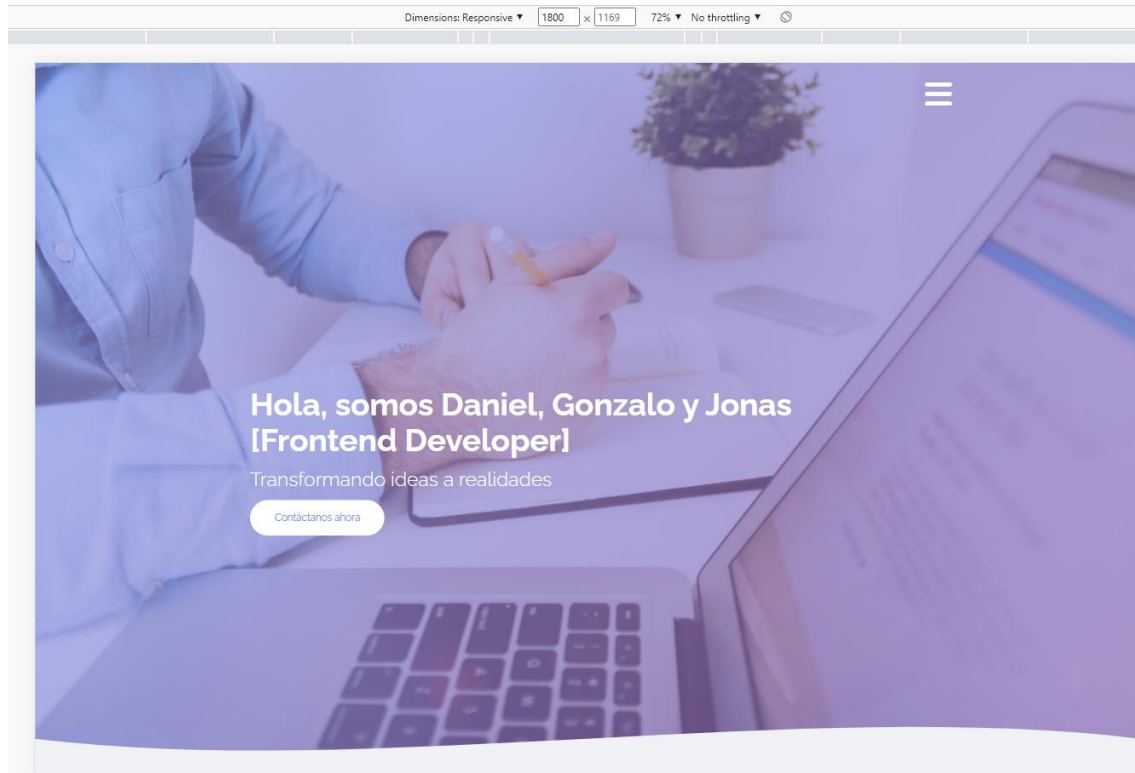 Dimensions: Responsive ▼ 1800 × 1169 72% ▼ No throttling ▼
Hola, somos Daniel, Gonzalo y Jonas
[Frontend Developer]
Transformando ideas a realidades
Contáctanos ahora